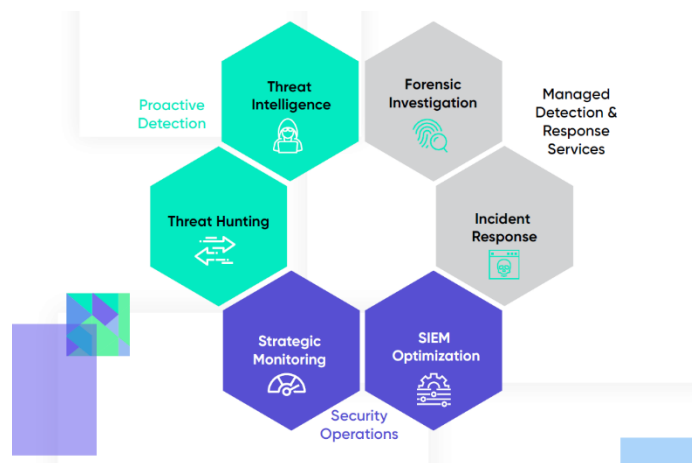 Threat
Intelligence
Forensic
Investigation
Proactive
Detection
Managed
Detection &
Response
Services
Threat Hunting
Incident
Response
Strategic
Monitoring
SIEM
Optimization
Security
Operations